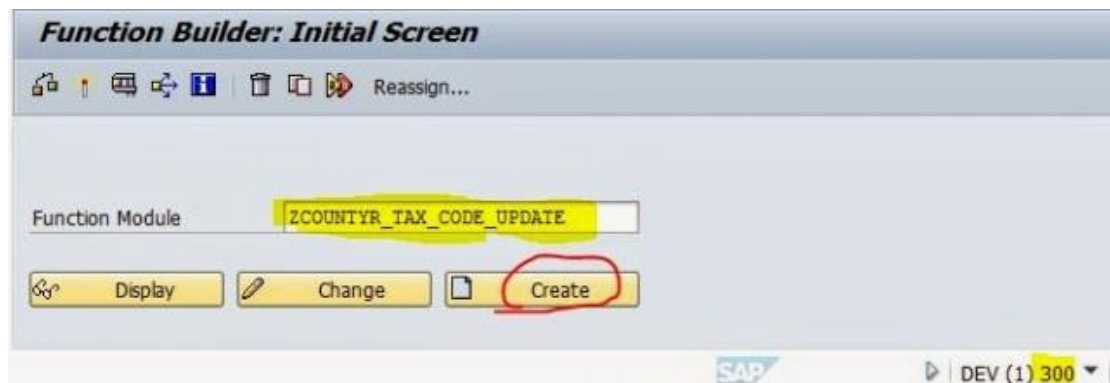 Function Builder: Initial Screen
Reassign...
Function Module ZCOUNTYR_TAX_CODE_UPDATE
Display Change Create
SAP DEV (1) 300